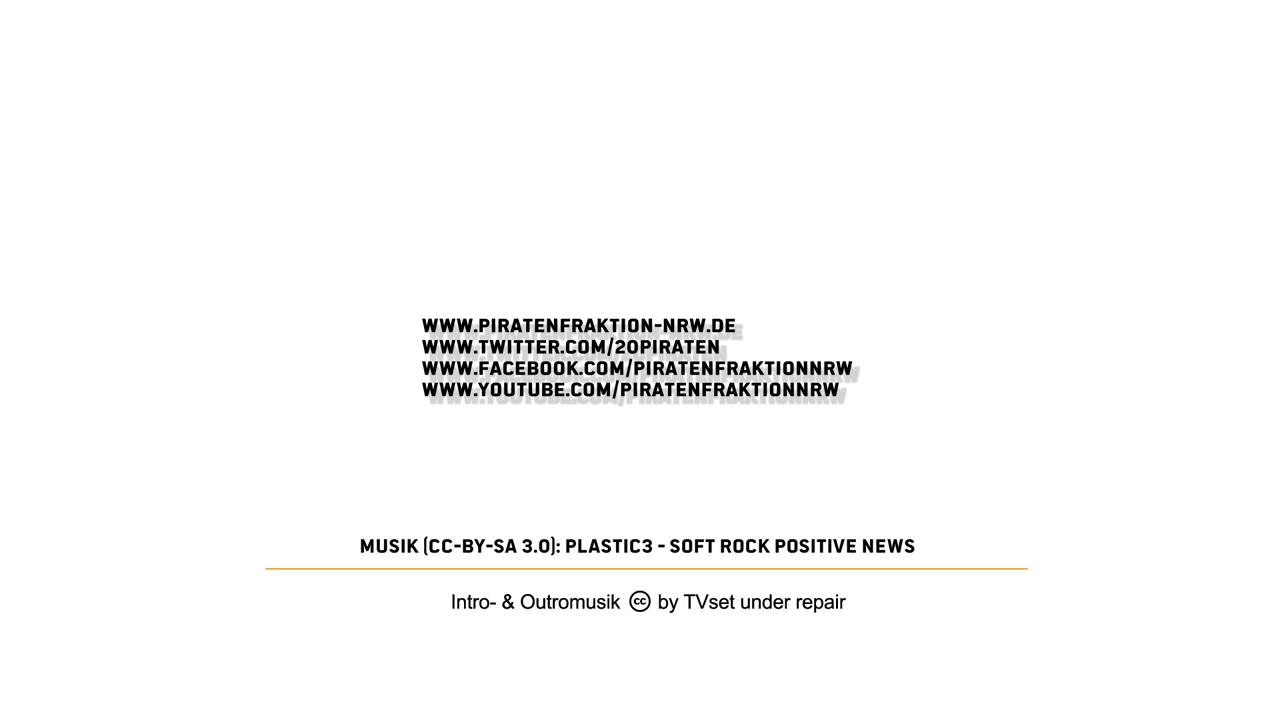 WWW.PIRATENFRAKTION-NRW.DE
WWW.TWITTER.COM/20PIRATEN
WWW.FACEBOOK.COM/PIRATENFRAKTIONNRW
WWW.YOUTUBE.COM/PIRATENFRAKTIONNRW
MUSIK (CC-BY-SA 3.0): PLASTIC3 - SOFT ROCK POSITIVE NEWS
Intro- & Outromusik cc by TVset under repair